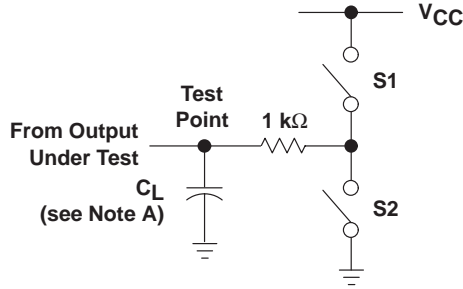 VCC
S1
Test
Point
1 kΩ
From Output
Under Test
CL
(see Note A)
S2